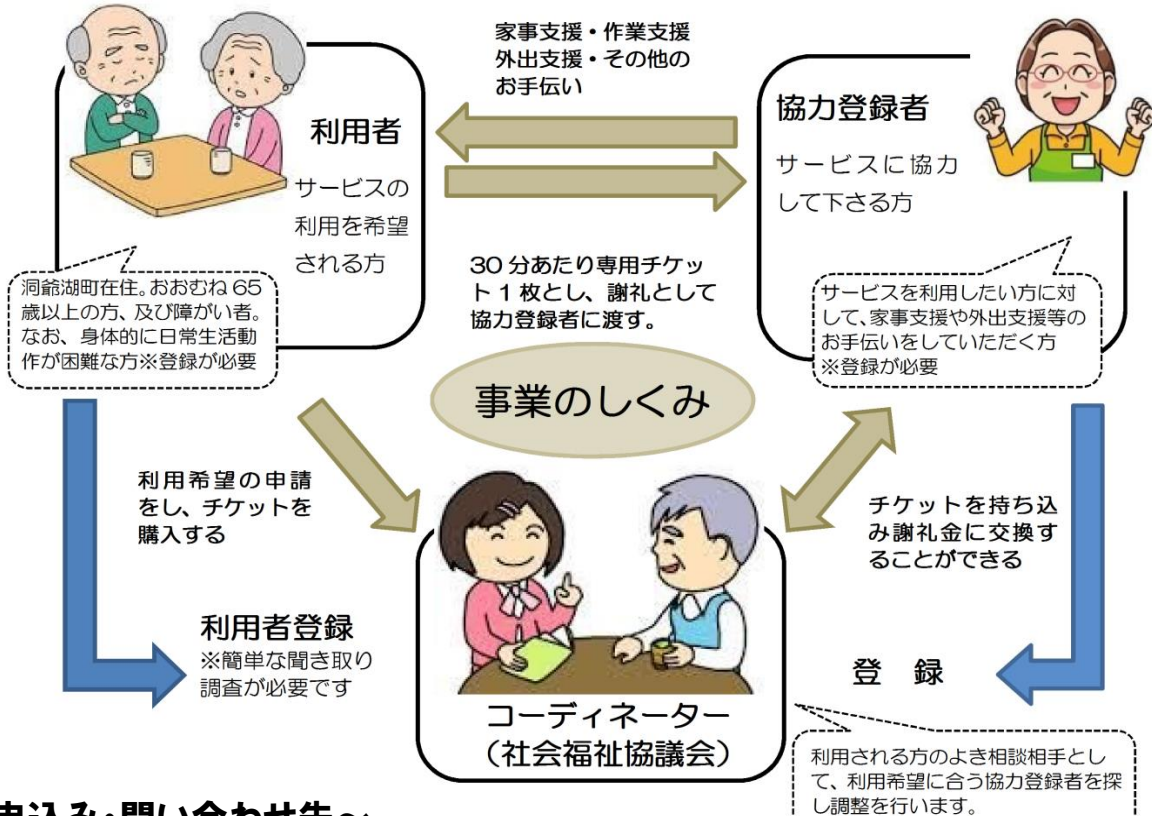 家事支援・作業支援
外出支援・その他の
お手伝い
利用者
サービスの
利用を希望
される方
協力登録者
サービスに協力
して下さる方
洞爺湖町在住。おおむね 65
歳以上の方、及び障がい者。
なお、身体的に日常生活動
作が困難な方※登録が必要
30 分あたり専用チケッ
ト 1 枚とし、謝礼として
協力登録者に渡す。
サービスを利用したい方に対
して、家事支援や外出支援等の
お手伝いをしていただく方
※登録が必要
事業のしくみ
利用希望の申請
をし、チケットを
購入する
チケットを持ち込
み謝礼金に交換す
ることができる
利用者登録
※簡単な聞き取り
調査が必要です
登 録
コーディネーター
（社会福祉協議会）
利用される方のよき相談相手とし
て、利用希望に合う協力登録者を探
し調整を行います。
申込み・問い合わせ先～